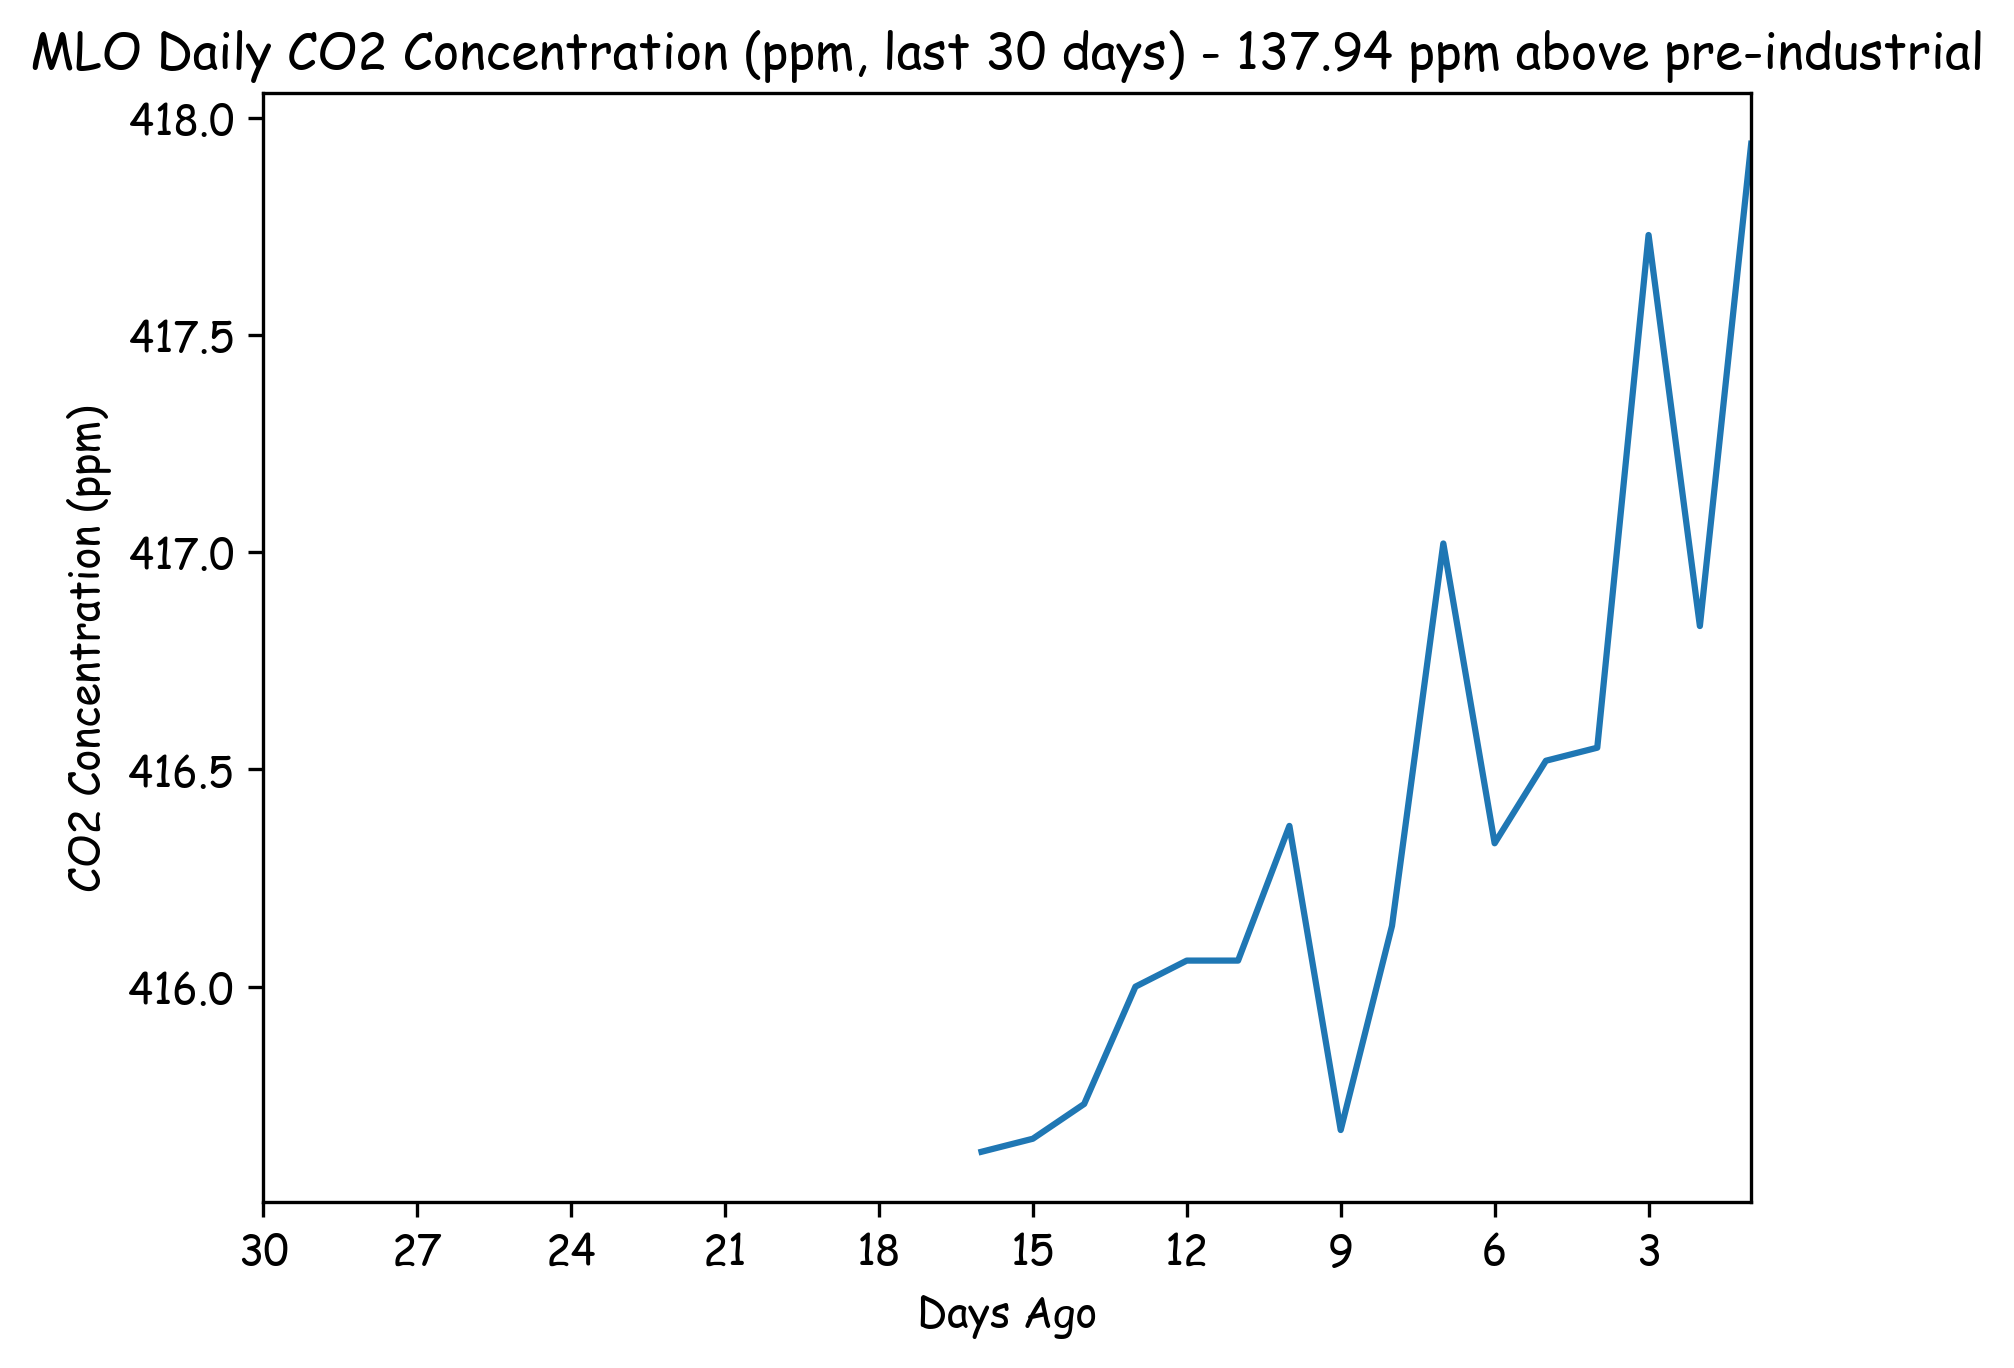 MLO Daily CO2 Concentration (ppm, last 30 days) - 137.94 ppm above pre-industrial
418.0
417.5
417.0
416.5
416.0
CO2 Concentration (ppm)
30 27 24 21 18 15 12 9 6 3
Days Ago